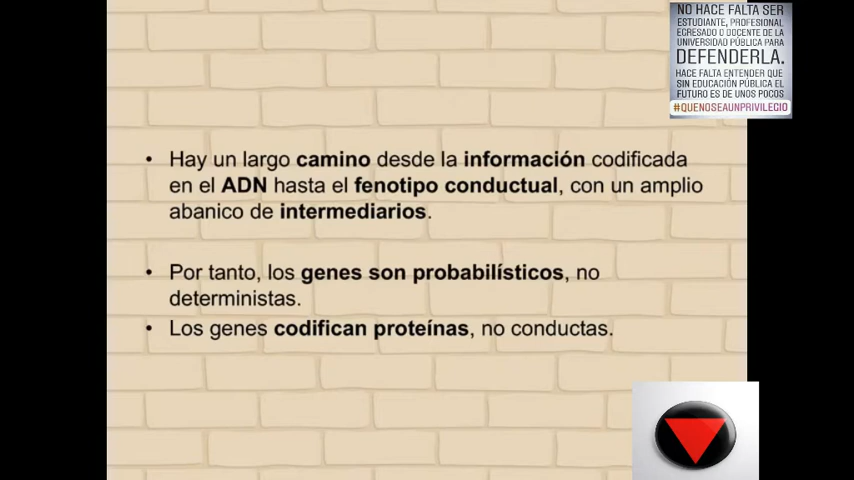 NO HACE FALTA SER
ESTUDIANTE, PROFESIONAL
EGRESADO O DOCENTE DE LA
UNIVERSIDAD PÚBLICA PARA
DEFENDERLA.
HACE FALTA ENTENDER QUE
SIN EDUCACIÓN PÚBLICA EL
FUTURO ES DE UNOS POCOS
#QUENOSEAUNPRIVILEGIO
• Hay un largo camino desde la información codificada
en el ADN hasta el fenotipo conductual, con un amplio
abanico de intermediarios.
• Por tanto, los genes son probabilísticos, no
deterministas.
• Los genes codifican proteínas, no conductas.